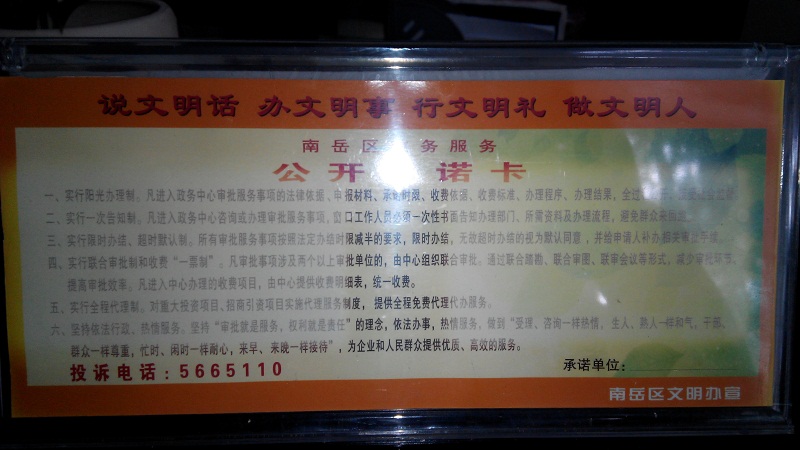 说文明话 办文明事 行文明礼 做文明人
南岳区 务服务
公开 诺卡
一、实行阳光办理制。凡进入政务中心审批服务事项的法律依据、申报材料、承诺时限、收费依据、收费标准、办理程序、办理结果，全过
二、实行一次告知制。凡进入政务中心咨询或办理审批服务事项，窗口工作人员必须一次性书面告知办理部门、所需资料及办理流程，避免群众来回
三、实行限时办结、超时默认制。所有审批服务事项按照法定办结时限减半的要求，限时办结，无故超时办结的视为默认同意，并给申请人补办相关审批手续。
四、实行联合审批制和收费“一票制”。凡审批事项涉及两个以上审批单位的，由中心组织联合审批。通过联合踏勘、联合审图、联审会议等形式，减少审批环节，
提高审批效率。凡进入中心办理的收费项目，由中心提供收费明细表，统一收费。
五、实行全程代理制。对重大投资项目、招商引资项目实施代理服务制度，提供全程免费代理代办服务。
六、坚持依法行政、热情服务。坚持“审批就是服务，权利就是责任”的理念，依法办事，热情服务，做到“受理、咨询一样热情，生人、熟人一样和气，干部、
群众一样尊重，忙时、闲时一样耐心，来早、来晚一样接待”，为企业和人民群众提供优质、高效的服务。
投诉电话：5665110
承诺单位：
南岳区文明办宣